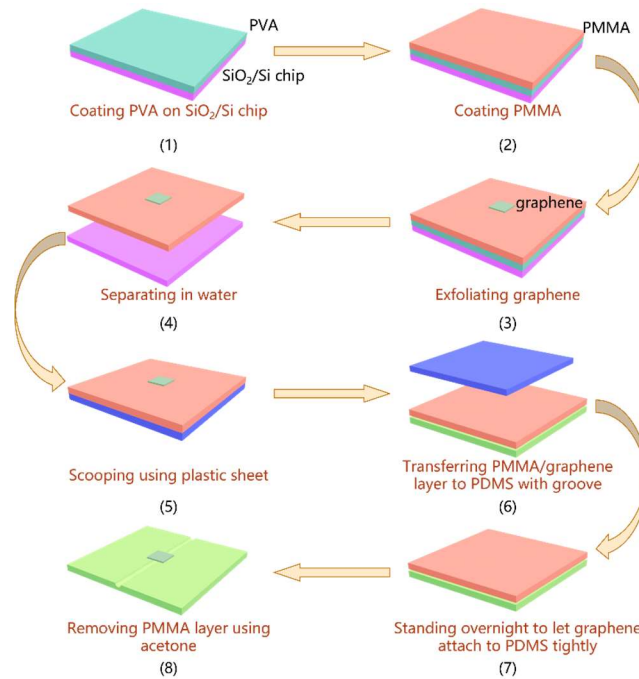 PVA
SiO₂/Si chip
Coating PVA on SiO₂/Si chip
(1)
PMMA
Coating PMMA
(2)
graphene
Exfoliating graphene
(3)
Separating in water
(4)
Scooping using plastic sheet
(5)
Transferring PMMA/graphene
layer to PDMS with groove
(6)
Standing overnight to let graphene
attach to PDMS tightly
(7)
Removing PMMA layer using
acetone
(8)